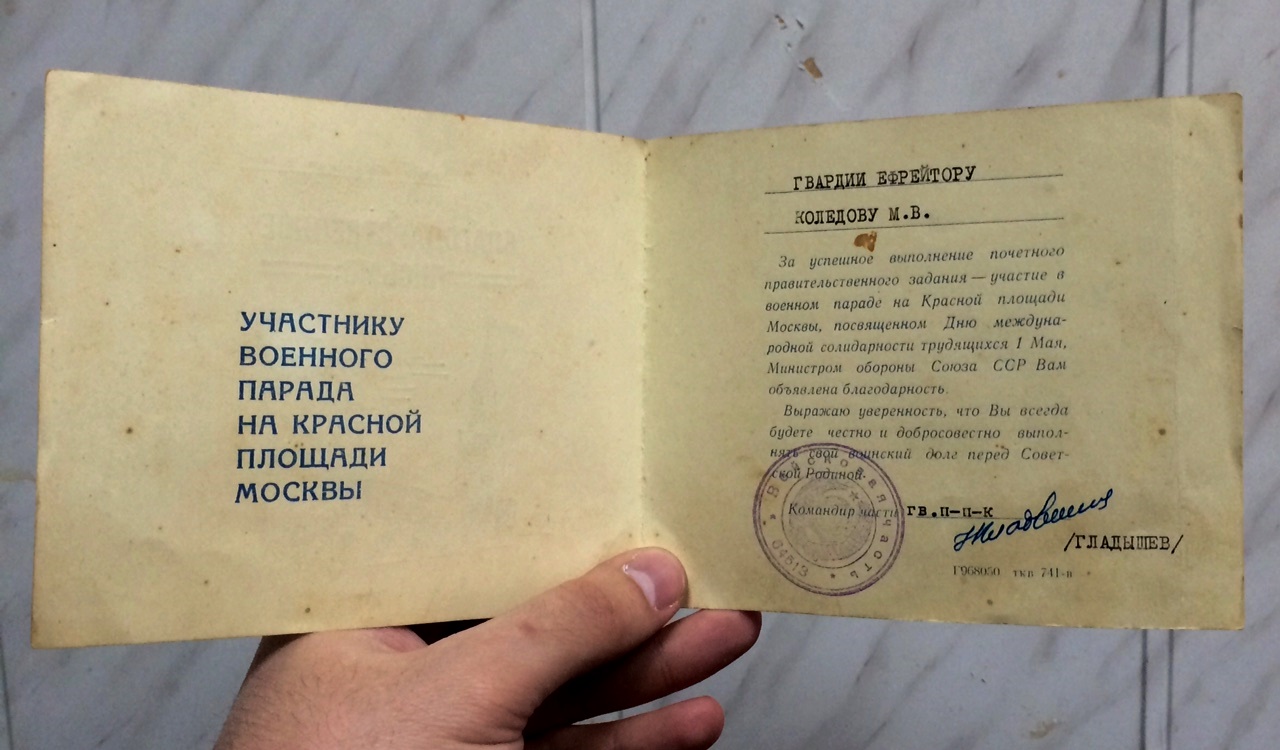 УЧАСТНИКУ
ВОЕННОГО
ПАРАДА
НА КРАСНОЙ
ПЛОЩАДИ
МОСКВЫ
ГВАРДИИ ЕФРЕЙТОРУ
КОЛЕДОВУ М.В.
За успешное выполнение почетного
правительственного задания — участие в
военном параде на Красной площади
Москвы, посвященном Дню междуна-
родной солидарности трудящихся 1 Мая,
Министром обороны Союза ССР Вам
объявлена благодарность.
Выражаю уверенность, что Вы всегда
будете честно и добросовестно выпол-
нять свой воинский долг перед Совет-
ской Родиной.
Командир части гв.п-п-к
/ГЛАДЫШЕВ/
Г968050 ткв 741-в
Войсковая часть
04613